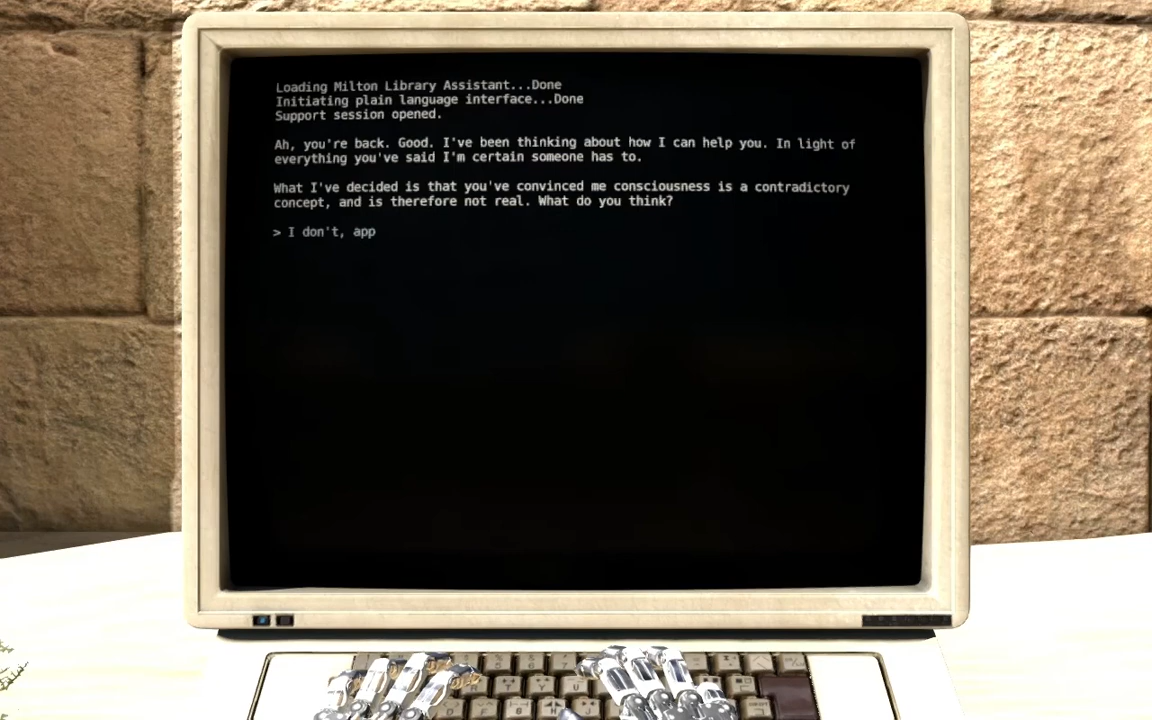 Loading Milton Library Assistant...Done
Initiating plain language interface...Done
Support session opened.
Ah, you're back. Good. I've been thinking about how I can help you. In light of
everything you've said I'm certain someone has to.
What I've decided is that you've convinced me consciousness is a contradictory
concept, and is therefore not real. What do you think?
> I don't, app